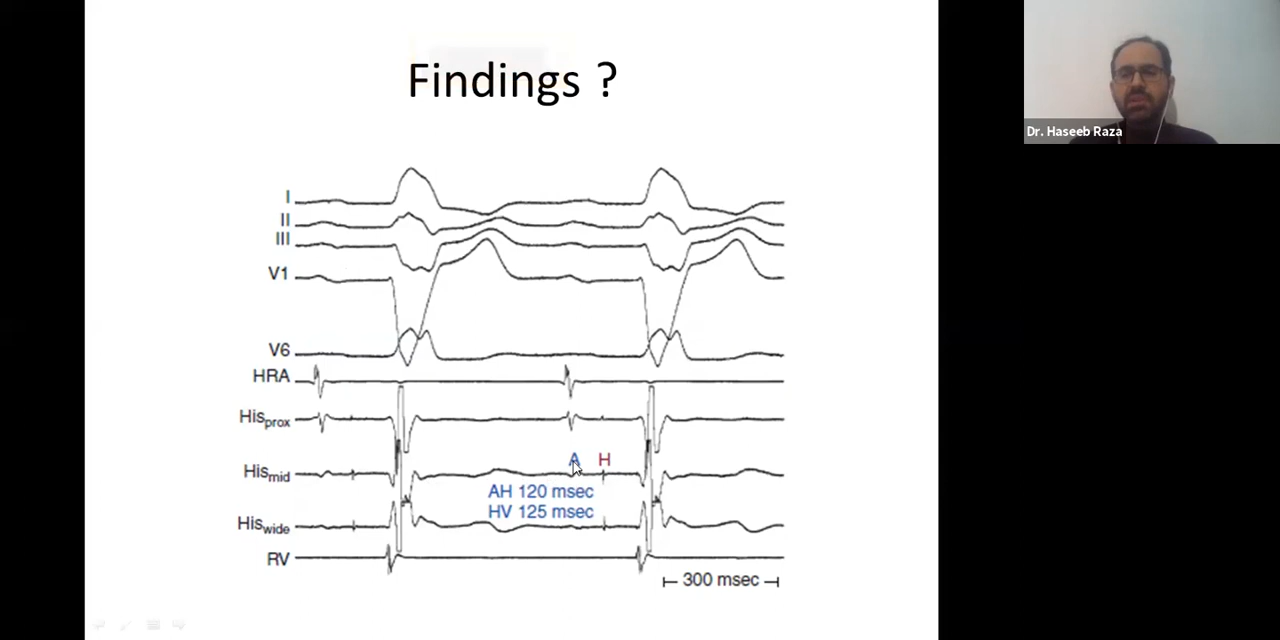 Findings ?
Dr. Haseeb Raza
I
II
III
V1
V6
HRA
Hisprox
A H
Hismid
AH 120 msec
HV 125 msec
Hiswide
RV
300 msec